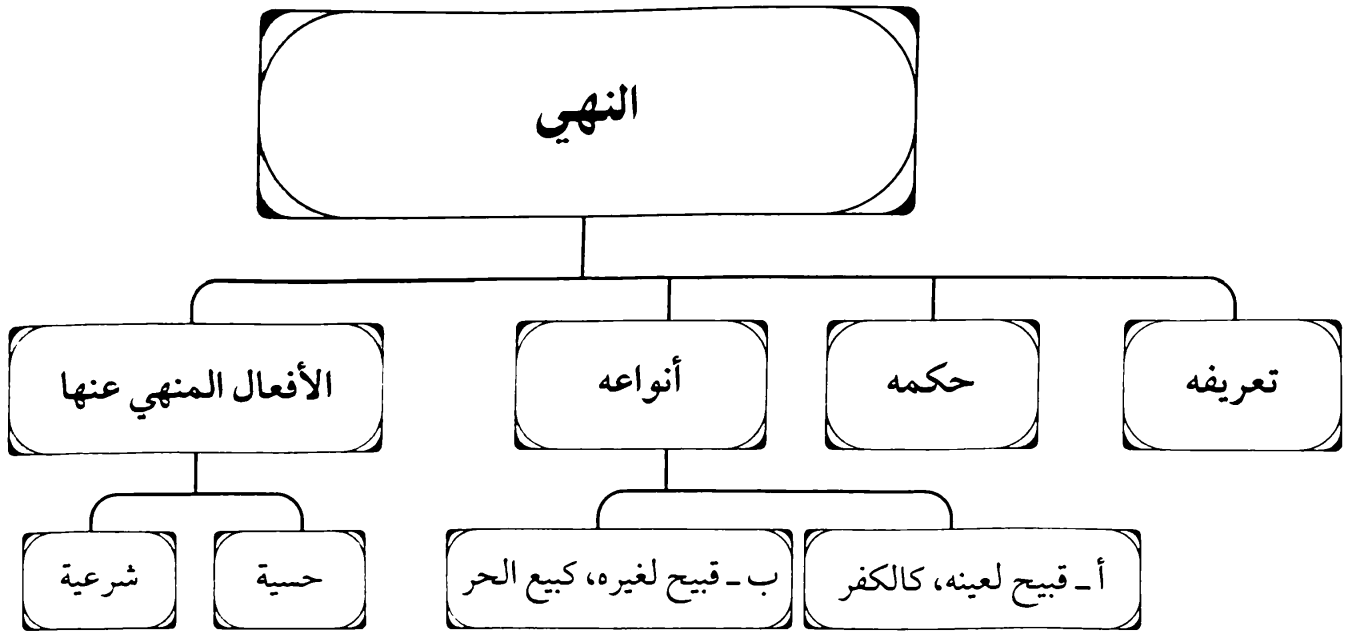 النهي
تعريفه
حكمه
أنواعه
الأفعال المنهي عنها
أ ـ قبيح لعينه، كالكفر
ب ـ قبيح لغيره، كبيع الحر
حسية
شرعية